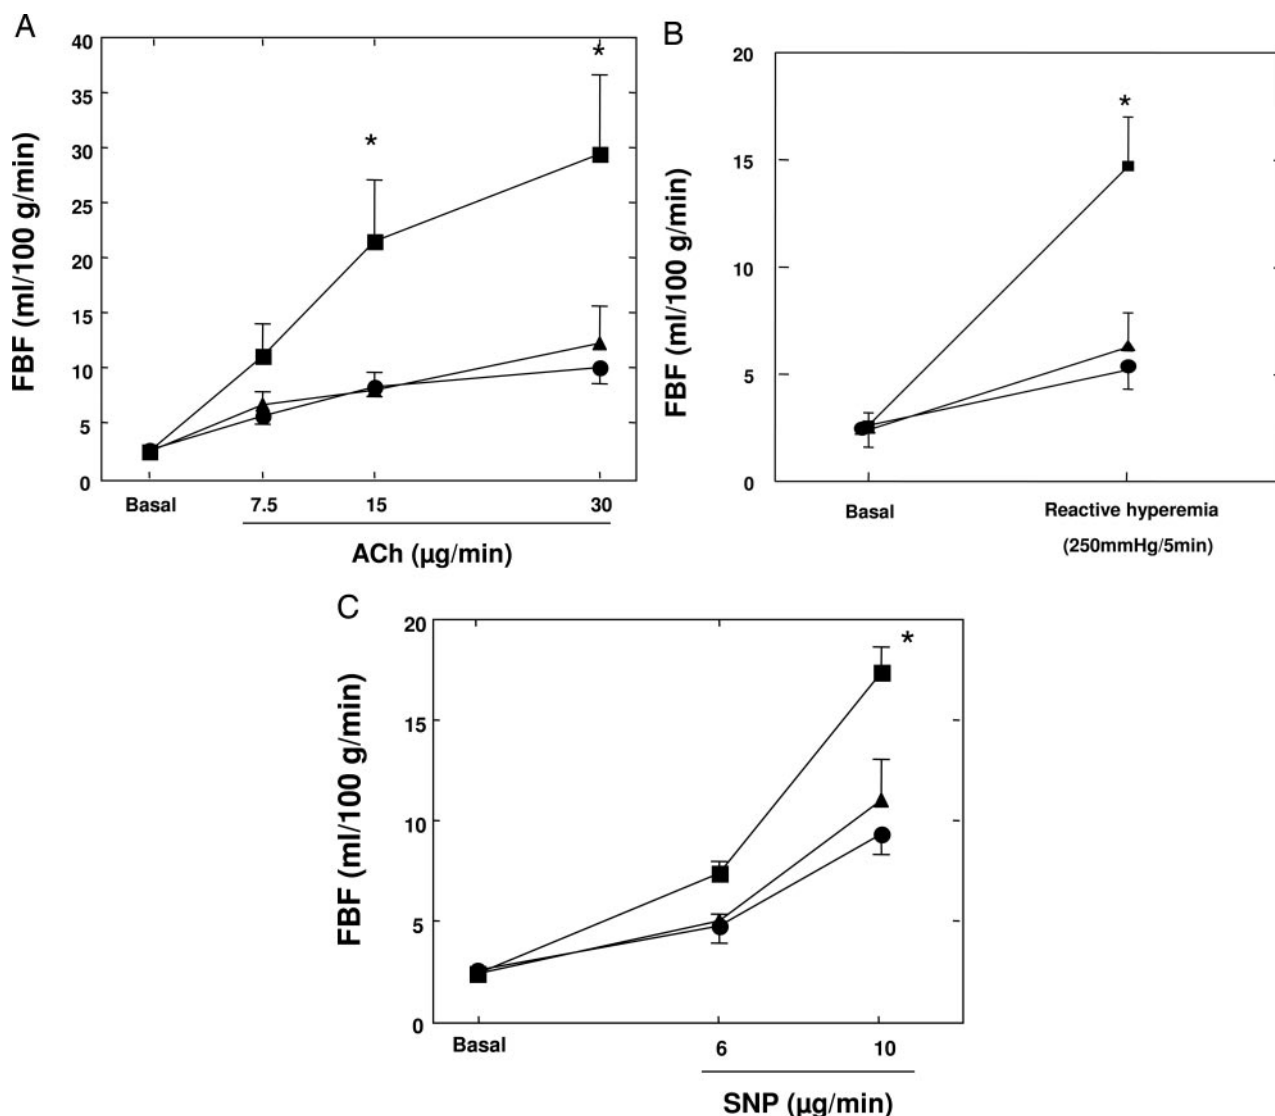 A
FBF (ml/100 g/min)
40
35
30
25
20
15
10
5
0
*
*
Basal
7.5
15
30
ACh (µg/min)
B
FBF (ml/100 g/min)
20
15
10
5
0
*
Basal
Reactive hyperemia
(250mmHg/5min)
C
FBF (ml/100 g/min)
20
15
10
5
0
*
Basal
6
10
SNP (µg/min)